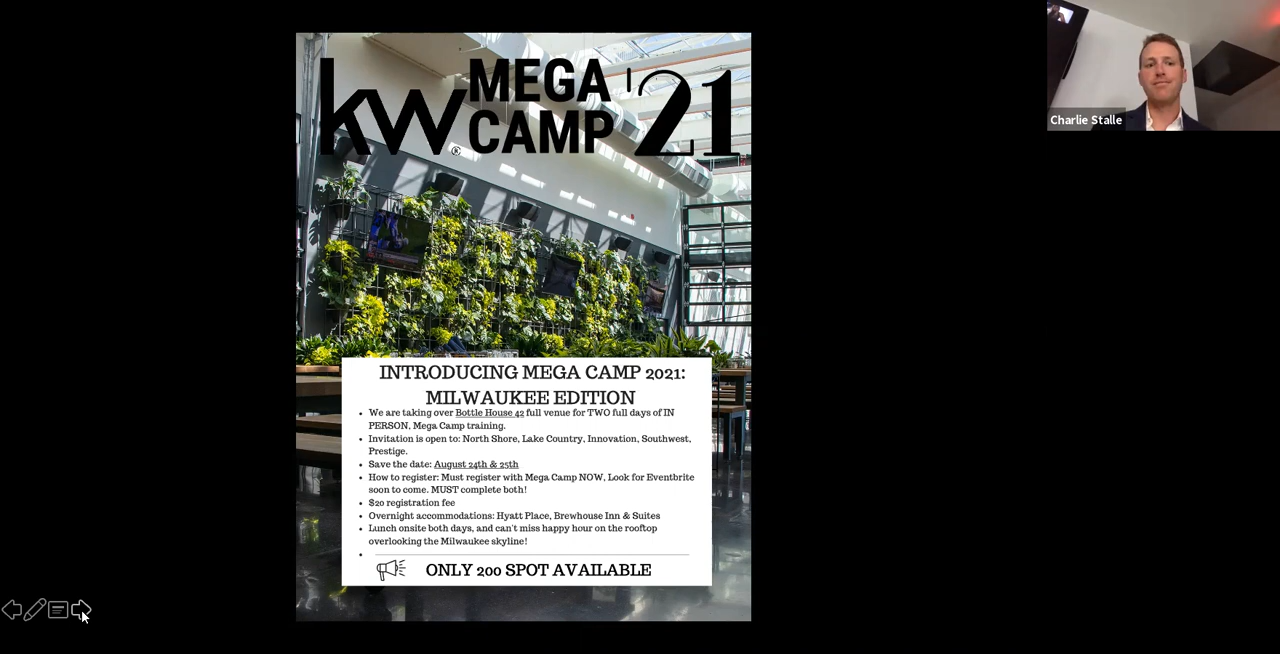 kw® MEGA CAMP '21
Charlie Stalle
INTRODUCING MEGA CAMP 2021:
MILWAUKEE EDITION
• We are taking over Bottle House 42 full venue for TWO full days of IN
PERSON, Mega Camp training.
• Invitation is open to: North Shore, Lake Country, Innovation, Southwest,
Prestige.
• Save the date: August 24th & 25th
• How to register: Must register with Mega Camp NOW, Look for Eventbrite
soon to come. MUST complete both!
• $20 registration fee
• Overnight accommodations: Hyatt Place, Brewhouse Inn & Suites
• Lunch onsite both days, and can't miss happy hour on the rooftop
overlooking the Milwaukee skyline!
•
ONLY 200 SPOT AVAILABLE